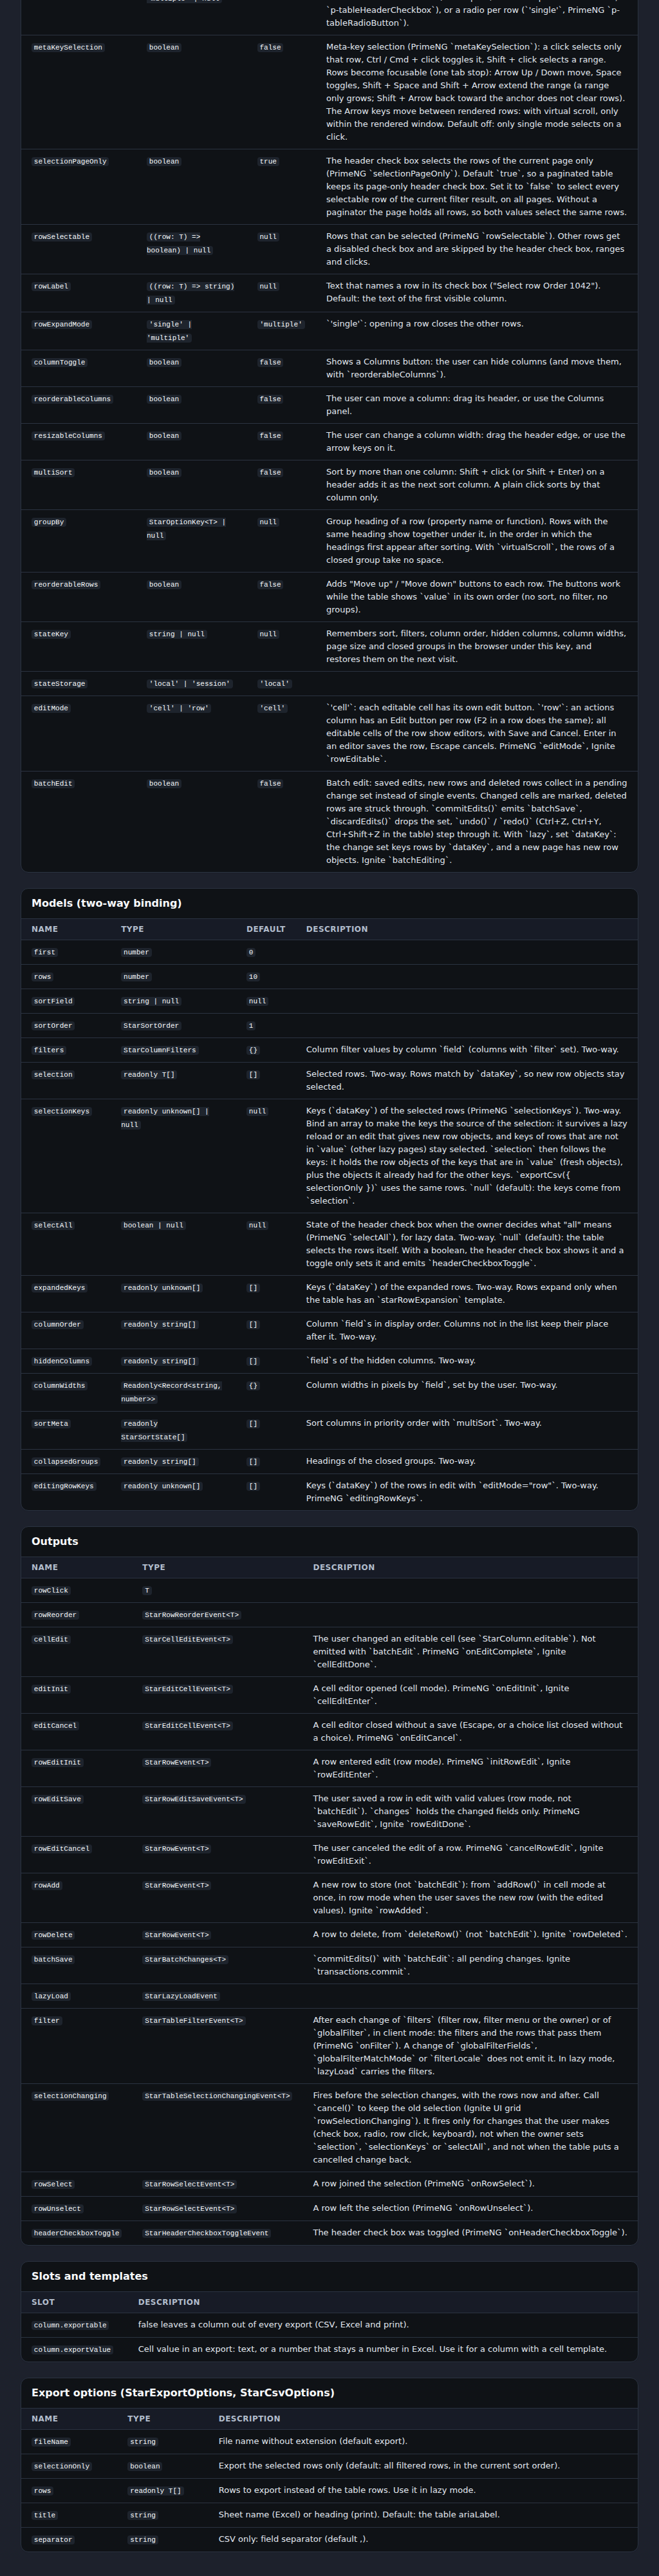 `p-tableHeaderCheckbox`), or a radio per row (`'single'`, PrimeNG `p-
tableRadioButton`).
metaKeySelection boolean false Meta-key selection (PrimeNG `metaKeySelection`): a click selects only
that row, Ctrl / Cmd + click toggles it, Shift + click selects a range.
Rows become focusable (one tab stop): Arrow Up / Down move, Space
toggles, Shift + Space and Shift + Arrow extend the range (a range
only grows; Shift + Arrow back toward the anchor does not clear rows).
The Arrow keys move between rendered rows: with virtual scroll, only
within the rendered window. Default off: only single mode selects on a
click.
selectionPageOnly boolean true The header check box selects the rows of the current page only
(PrimeNG `selectionPageOnly`). Default `true`, so a paginated table
keeps its page-only header check box. Set it to `false` to select every
selectable row of the current filter result, on all pages. Without a
paginator the page holds all rows, so both values select the same rows.
rowSelectable ((row: T) => null Rows that can be selected (PrimeNG `rowSelectable`). Other rows get
boolean) | null a disabled check box and are skipped by the header check box, ranges
and clicks.
rowLabel ((row: T) => string) null Text that names a row in its check box ("Select row Order 1042").
| null Default: the text of the first visible column.
rowExpandMode 'single' | 'multiple' `'single'`: opening a row closes the other rows.
'multiple'
columnToggle boolean false Shows a Columns button: the user can hide columns (and move them,
with `reorderableColumns`).
reorderableColumns boolean false The user can move a column: drag its header, or use the Columns
panel.
resizableColumns boolean false The user can change a column width: drag the header edge, or use the
arrow keys on it.
multiSort boolean false Sort by more than one column: Shift + click (or Shift + Enter) on a
header adds it as the next sort column. A plain click sorts by that
column only.
groupBy StarOptionKey<T> | null Group heading of a row (property name or function). Rows with the
null same heading show together under it, in the order in which the
headings first appear after sorting. With `virtualScroll`, the rows of a
closed group take no space.
reorderableRows boolean false Adds "Move up" / "Move down" buttons to each row. The buttons work
while the table shows `value` in its own order (no sort, no filter, no
groups).
stateKey string | null null Remembers sort, filters, column order, hidden columns, column widths,
page size and closed groups in the browser under this key, and
restores them on the next visit.
stateStorage 'local' | 'session' 'local'
editMode 'cell' | 'row' 'cell' `'cell'`: each editable cell has its own edit button. `'row'`: an actions
column has an Edit button per row (F2 in a row does the same); all
editable cells of the row show editors, with Save and Cancel. Enter in
an editor saves the row, Escape cancels. PrimeNG `editMode`, Ignite
`rowEditable`.
batchEdit boolean false Batch edit: saved edits, new rows and deleted rows collect in a pending
change set instead of single events. Changed cells are marked, deleted
rows are struck through. `commitEdits()` emits `batchSave`,
`discardEdits()` drops the set, `undo()` / `redo()` (Ctrl+Z, Ctrl+Y,
Ctrl+Shift+Z in the table) step through it. With `lazy`, set `dataKey`:
the change set keys rows by `dataKey`, and a new page has new row
objects. Ignite `batchEditing`.
Models (two-way binding)
NAME TYPE DEFAULT DESCRIPTION
first number 0
rows number 10
sortField string | null null
sortOrder StarSortOrder 1
filters StarColumnFilters {} Column filter values by column `field` (columns with `filter` set). Two-way.
selection readonly T[] [] Selected rows. Two-way. Rows match by `dataKey`, so new row objects stay
selected.
selectionKeys readonly unknown[] | null Keys (`dataKey`) of the selected rows (PrimeNG `selectionKeys`). Two-way.
null Bind an array to make the keys the source of the selection: it survives a lazy
reload or an edit that gives new row objects, and keys of rows that are not
in `value` (other lazy pages) stay selected. `selection` then follows the
keys: it holds the row objects of the keys that are in `value` (fresh objects),
plus the objects it already had for the other keys. `exportCsv({
selectionOnly })` uses the same rows. `null` (default): the keys come from
`selection`.
selectAll boolean | null null State of the header check box when the owner decides what "all" means
(PrimeNG `selectAll`), for lazy data. Two-way. `null` (default): the table
selects the rows itself. With a boolean, the header check box shows it and a
toggle only sets it and emits `headerCheckboxToggle`.
expandedKeys readonly unknown[] [] Keys (`dataKey`) of the expanded rows. Two-way. Rows expand only when
the table has an `starRowExpansion` template.
columnOrder readonly string[] [] Column `field`s in display order. Columns not in the list keep their place
after it. Two-way.
hiddenColumns readonly string[] [] `field`s of the hidden columns. Two-way.
columnWidths Readonly<Record<string, {} Column widths in pixels by `field`, set by the user. Two-way.
number>>
sortMeta readonly [] Sort columns in priority order with `multiSort`. Two-way.
StarSortState[]
collapsedGroups readonly string[] [] Headings of the closed groups. Two-way.
editingRowKeys readonly unknown[] [] Keys (`dataKey`) of the rows in edit with `editMode="row"`. Two-way.
PrimeNG `editingRowKeys`.
Outputs
NAME TYPE DESCRIPTION
rowClick T
rowReorder StarRowReorderEvent<T>
cellEdit StarCellEditEvent<T> The user changed an editable cell (see `StarColumn.editable`). Not
emitted with `batchEdit`. PrimeNG `onEditComplete`, Ignite
`cellEditDone`.
editInit StarEditCellEvent<T> A cell editor opened (cell mode). PrimeNG `onEditInit`, Ignite
`cellEditEnter`.
editCancel StarEditCellEvent<T> A cell editor closed without a save (Escape, or a choice list closed without
a choice). PrimeNG `onEditCancel`.
rowEditInit StarRowEvent<T> A row entered edit (row mode). PrimeNG `initRowEdit`, Ignite
`rowEditEnter`.
rowEditSave StarRowEditSaveEvent<T> The user saved a row in edit with valid values (row mode, not
`batchEdit`). `changes` holds the changed fields only. PrimeNG
`saveRowEdit`, Ignite `rowEditDone`.
rowEditCancel StarRowEvent<T> The user canceled the edit of a row. PrimeNG `cancelRowEdit`, Ignite
`rowEditExit`.
rowAdd StarRowEvent<T> A new row to store (not `batchEdit`): from `addRow()` in cell mode at
once, in row mode when the user saves the new row (with the edited
values). Ignite `rowAdded`.
rowDelete StarRowEvent<T> A row to delete, from `deleteRow()` (not `batchEdit`). Ignite `rowDeleted`.
batchSave StarBatchChanges<T> `commitEdits()` with `batchEdit`: all pending changes. Ignite
`transactions.commit`.
lazyLoad StarLazyLoadEvent
filter StarTableFilterEvent<T> After each change of `filters` (filter row, filter menu or the owner) or of
`globalFilter`, in client mode: the filters and the rows that pass them
(PrimeNG `onFilter`). A change of `globalFilterFields`,
`globalFilterMatchMode` or `filterLocale` does not emit it. In lazy mode,
`lazyLoad` carries the filters.
selectionChanging StarTableSelectionChangingEvent<T> Fires before the selection changes, with the rows now and after. Call
`cancel()` to keep the old selection (Ignite UI grid
`rowSelectionChanging`). It fires only for changes that the user makes
(check box, radio, row click, keyboard), not when the owner sets
`selection`, `selectionKeys` or `selectAll`, and not when the table puts a
cancelled change back.
rowSelect StarRowSelectEvent<T> A row joined the selection (PrimeNG `onRowSelect`).
rowUnselect StarRowSelectEvent<T> A row left the selection (PrimeNG `onRowUnselect`).
headerCheckboxToggle StarHeaderCheckboxToggleEvent The header check box was toggled (PrimeNG `onHeaderCheckboxToggle`).
Slots and templates
SLOT DESCRIPTION
column.exportable false leaves a column out of every export (CSV, Excel and print).
column.exportValue Cell value in an export: text, or a number that stays a number in Excel. Use it for a column with a cell template.
Export options (StarExportOptions, StarCsvOptions)
NAME TYPE DESCRIPTION
fileName string File name without extension (default export).
selectionOnly boolean Export the selected rows only (default: all filtered rows, in the current sort order).
rows readonly T[] Rows to export instead of the table rows. Use it in lazy mode.
title string Sheet name (Excel) or heading (print). Default: the table ariaLabel.
separator string CSV only: field separator (default ,).